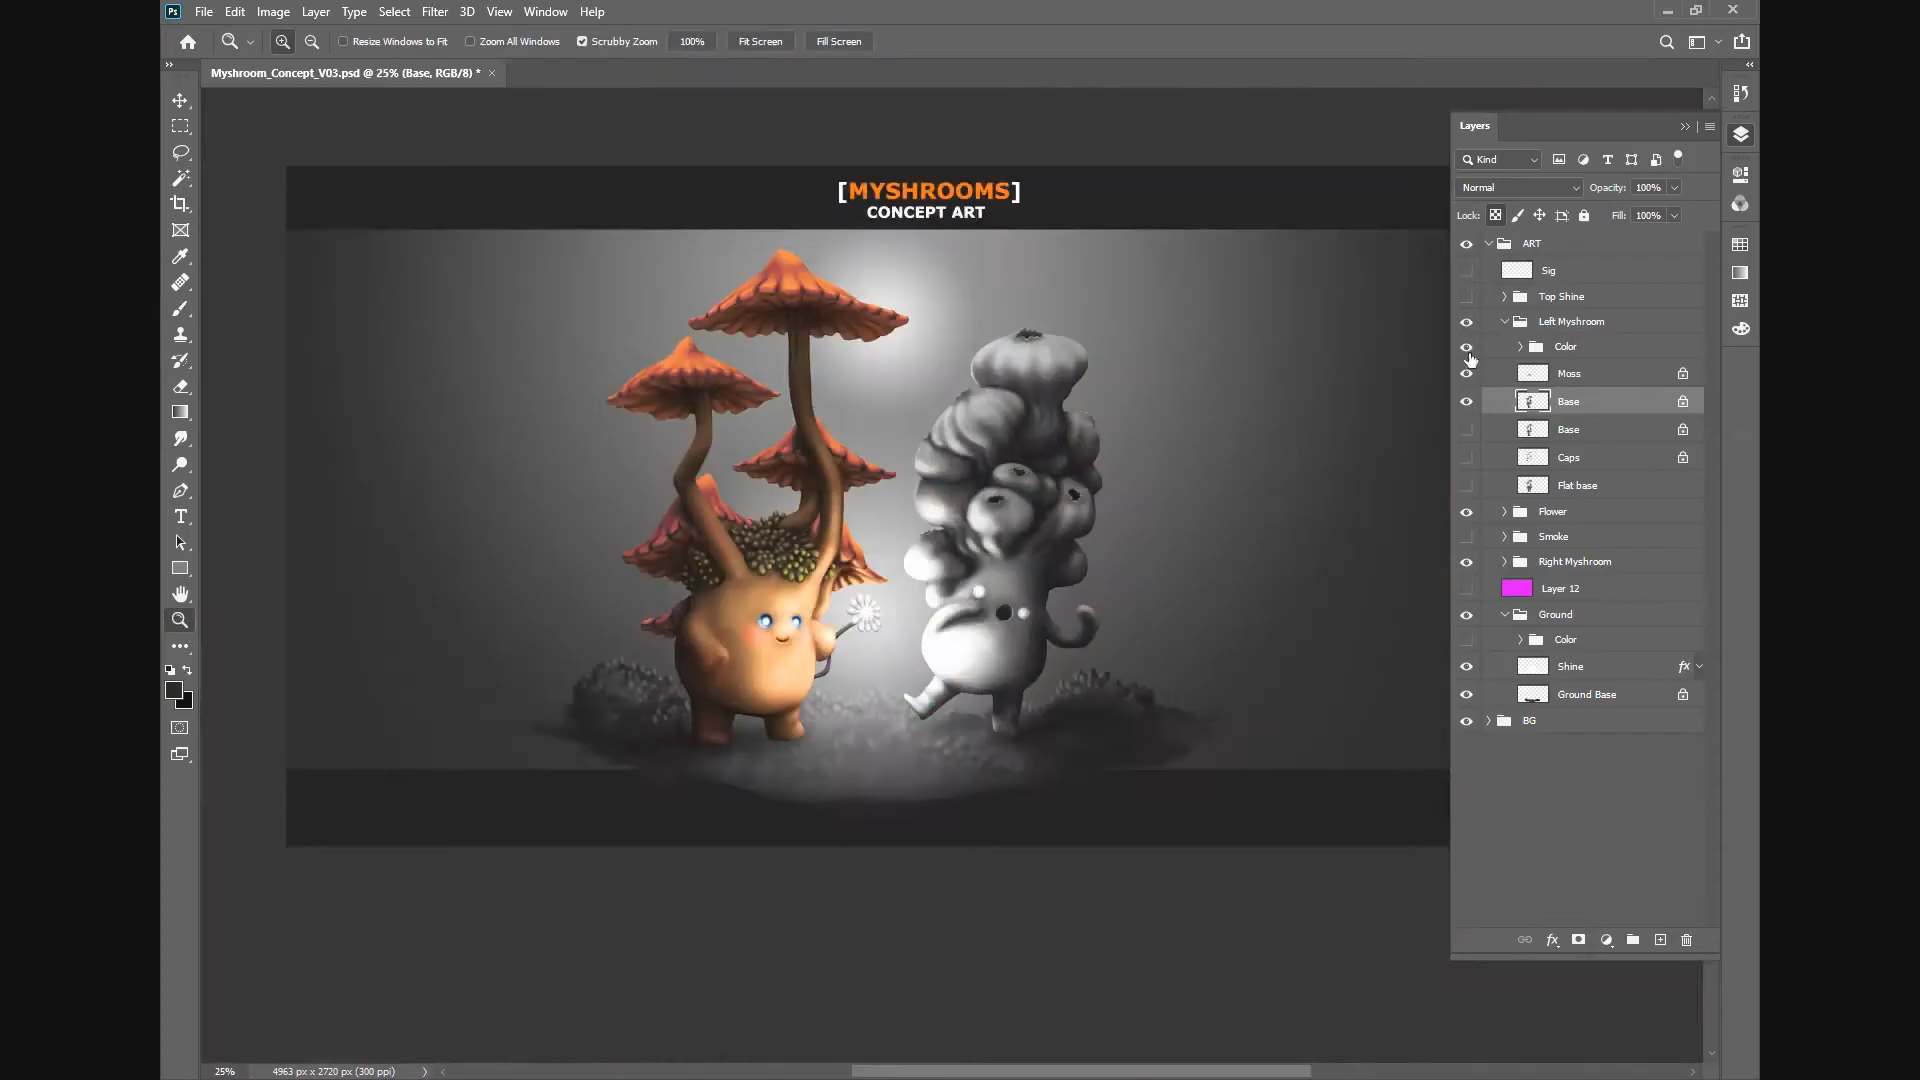 Ps File Edit Image Layer Type Select Filter 3D View Window Help
Resize Windows to Fit Zoom All Windows Scrubby Zoom 100% Fit Screen Fill Screen
Myshroom_Concept_V03.psd @ 25% (Base, RGB/8) *
[MYSHROOMS]
CONCEPT ART
Layers
Kind
Normal Opacity: 100%
Lock: Fill: 100%
ART
Sig
Top Shine
Left Myshroom
Color
Moss
Base
Base
Caps
Flat base
Flower
Smoke
Right Myshroom
Layer 12
Ground
Color
Shine fx
Ground Base
BG
fx
25% 4963 px x 2720 px (300 ppi)